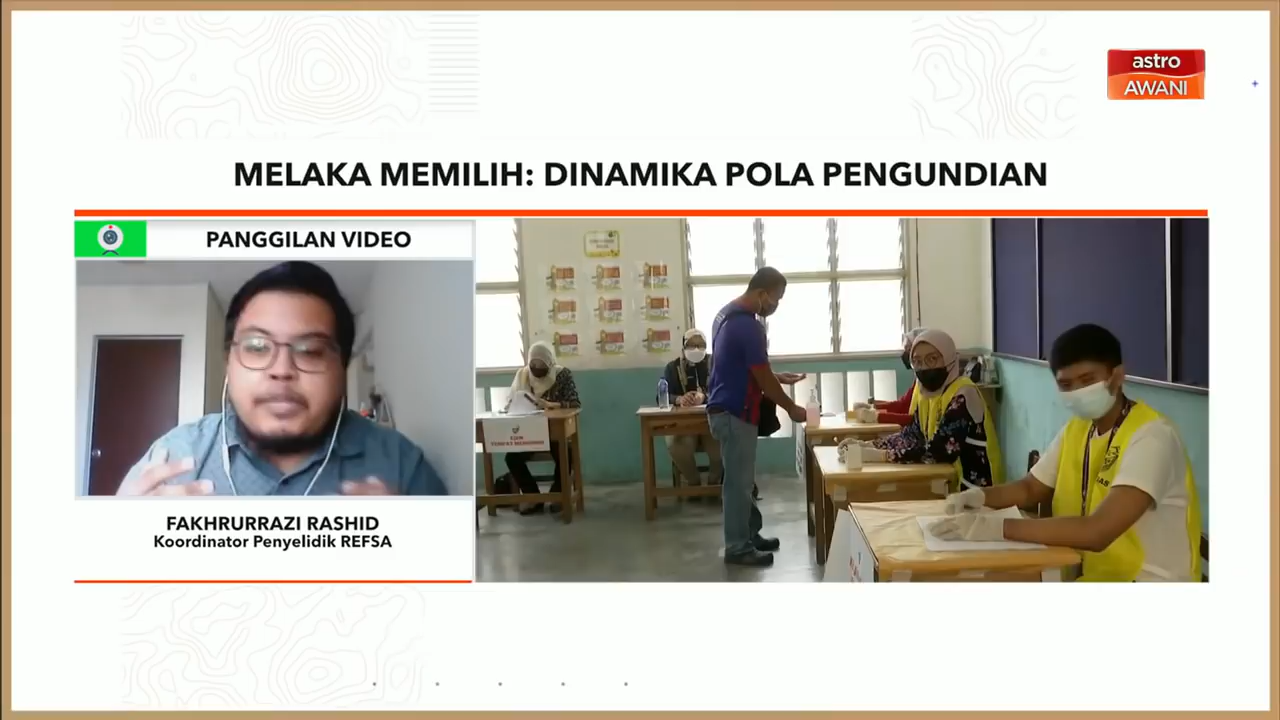 astro
AWANI
MELAKA MEMILIH: DINAMIKA POLA PENGUNDIAN
PANGGILAN VIDEO
FAKHRURRAZI RASHID
Koordinator Penyelidik REFSA